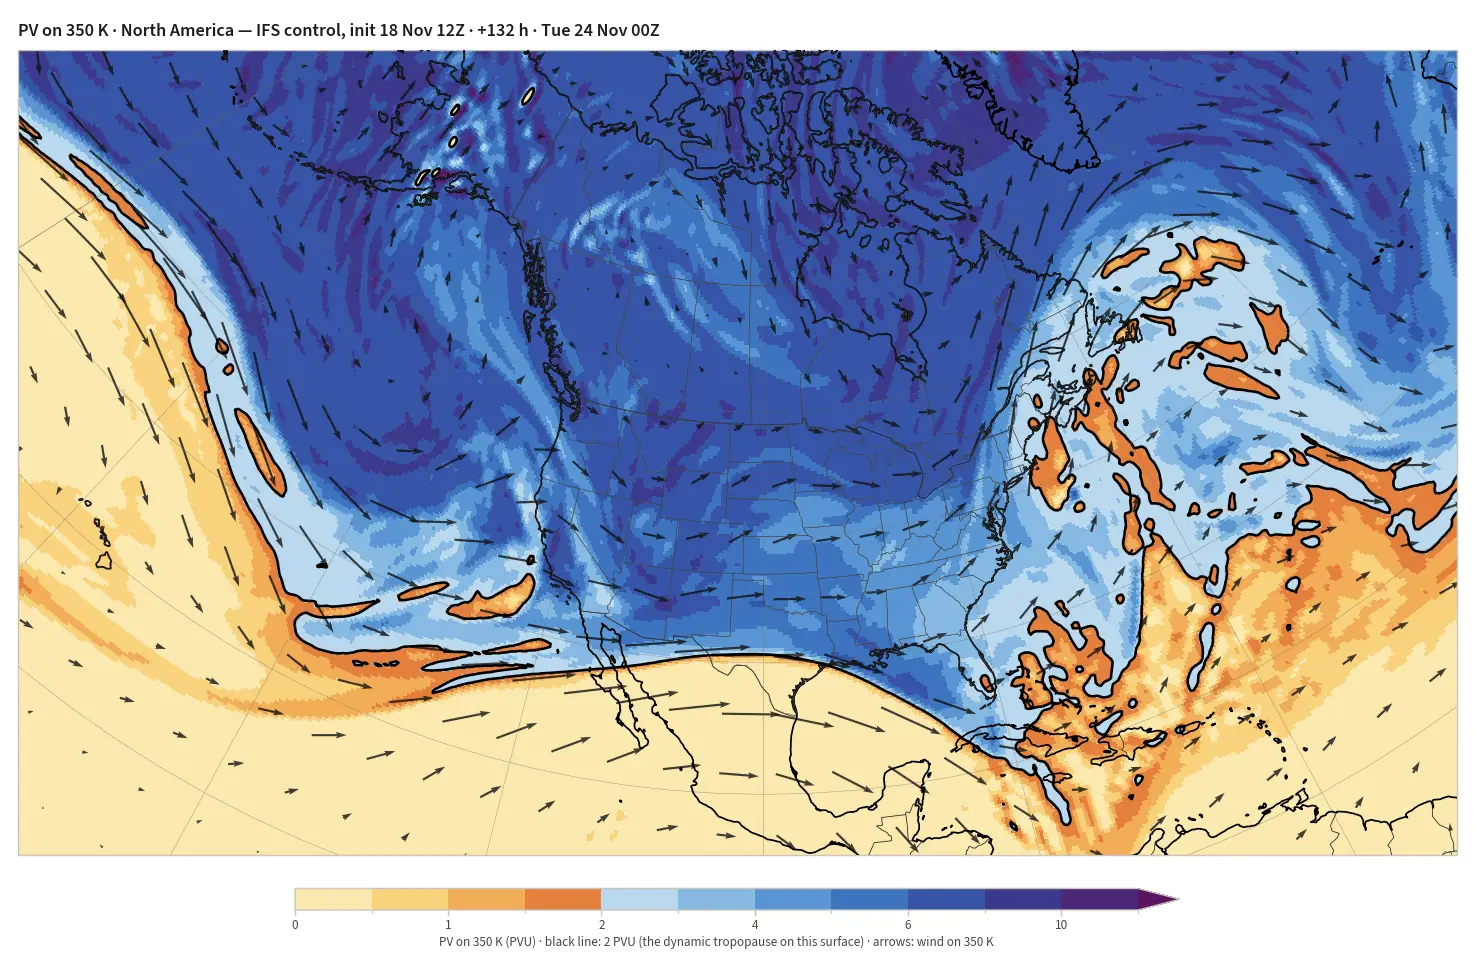 PV on 350 K · North America — IFS control, init 18 Nov 12Z · +132 h · Tue 24 Nov 00Z
0 1 2 4 6 10
PV on 350 K (PVU) · black line: 2 PVU (the dynamic tropopause on this surface) · arrows: wind on 350 K